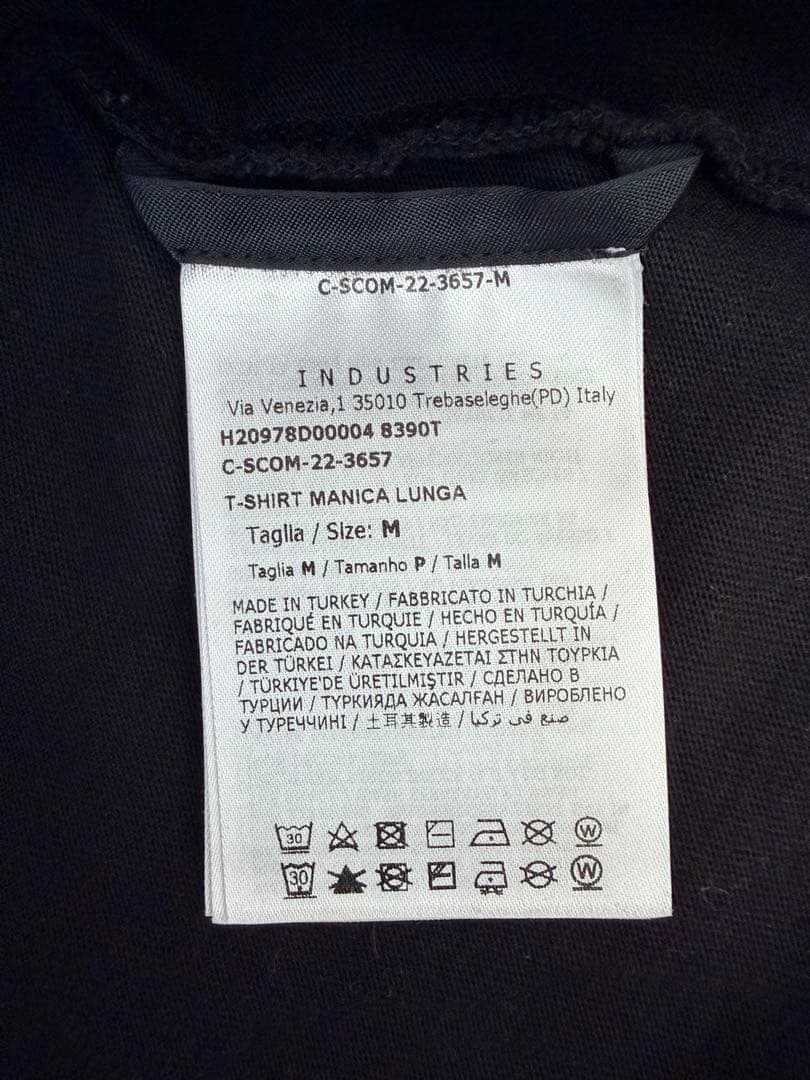 C-SCOM-22-3657-M
INDUSTRIES
Via Venezia,1 35010 Trebaseleghe(PD) Italy
H20978D00004 8390T
C-SCOM-22-3657
T-SHIRT MANICA LUNGA
Taglia / Size: M
Taglia M / Tamanho P / Talla M
MADE IN TURKEY / FABBRICATO IN TURCHIA /
FABRIQUÉ EN TURQUIE / HECHO EN TURQUÍA /
FABRICADO NA TURQUIA / HERGESTELLT IN
DER TÜRKEI / ΚΑΤΑΣΚΕΥΑΖΕΤΑΙ ΣΤΗΝ ΤΟΥΡΚΙΑ
/ TÜRKIYE'DE ÜRETILMIŞTIR / СДЕЛАНО В
ТУРЦИИ / ТҮРКИЯДА ЖАСАЛҒАН / ВИРОБЛЕНО
У ТУРЕЧЧИНІ / 土耳其製造 / صنع في تركيا
30 W
30 W